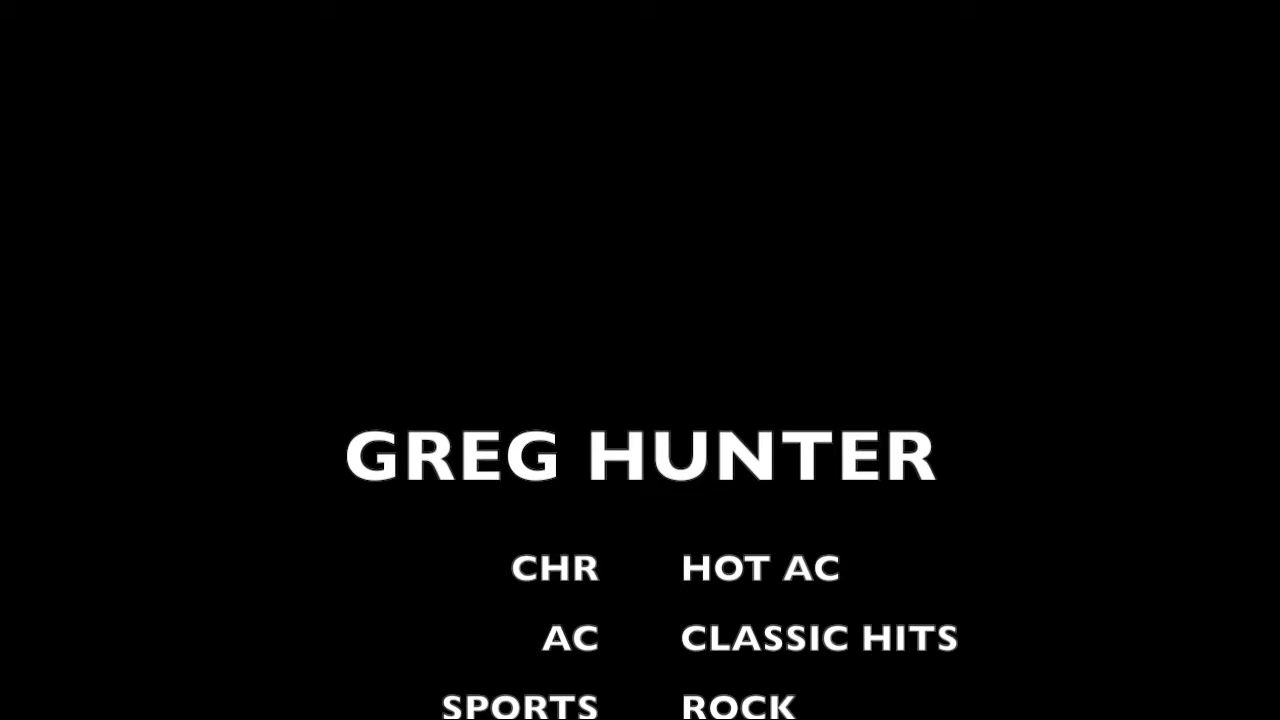 GREG HUNTER
CHR HOT AC
AC CLASSIC HITS
SPORTS ROCK